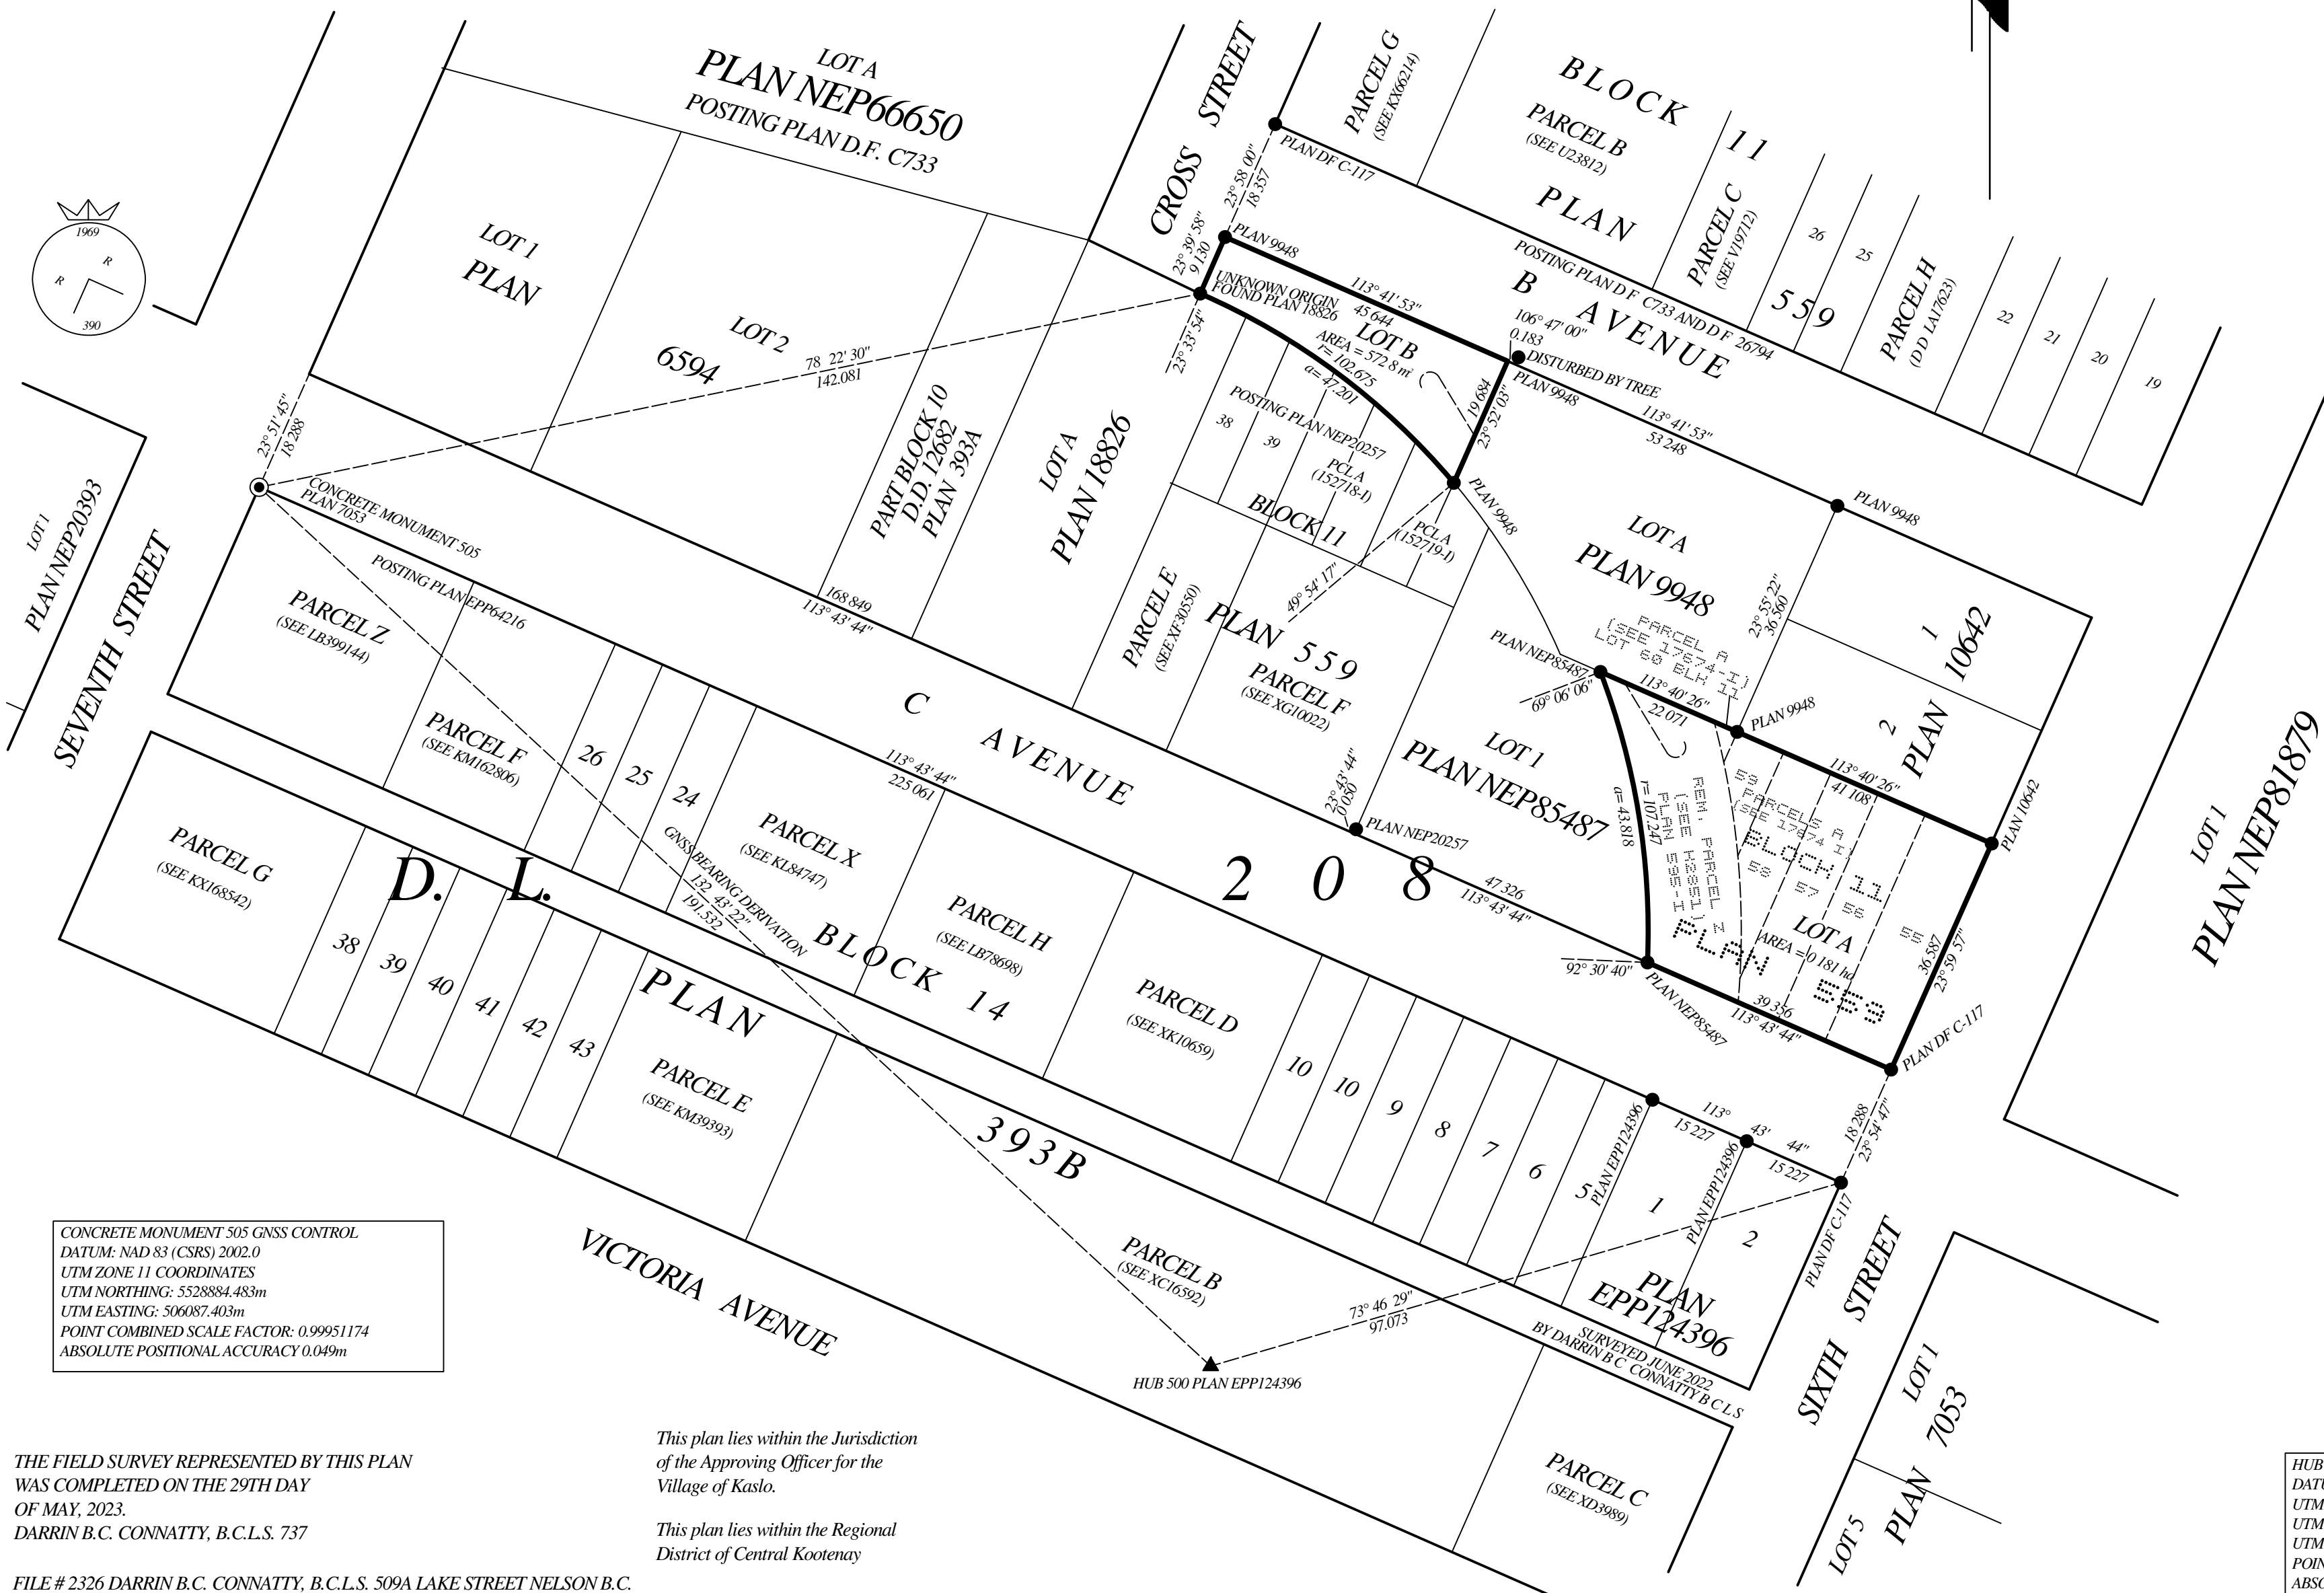 LOT A
PLAN NEP66650
POSTING PLAN D.F. C733
CROSS STREET
PARCEL G
(SEE KX66214)
BLOCK 11
PARCEL B
(SEE U23812)
PLAN
PARCEL C
(SEE V19712)
559
26
25
PARCEL H
(D D LA17623)
22
21
20
19
PLAN DF C-117
POSTING PLAN D F C733 AND D F 26794
B AVENUE
1969
R
R
390
LOT 1
PLAN
LOT 2
6594
78 22' 30"
142.081
PART BLOCK 10
D.D. 12682
PLAN 393A
LOT A
PLAN 18826
23° 58' 00"
18 357
23° 39' 58"
9 130
PLAN 9948
UNKNOWN ORIGIN
FOUND PLAN 18826
23° 33' 54"
113° 41' 53"
45 644
LOT B
AREA = 572 8 m²
r= 102.675
a= 47.201
106° 47' 00"
0.183
DISTURBED BY TREE
PLAN 9948
19 684
23° 52' 03"
113° 41' 53"
53 248
PLAN 9948
POSTING PLAN NEP20257
38
39
PCL A
(152718-I)
PCL A
(152719-I)
BLOCK 11
PLAN 9948
49° 54' 17"
LOT A
PLAN 9948
23° 55' 22"
36 560
1
2
PLAN 10642
23° 51' 45"
18 288
CONCRETE MONUMENT 505
PLAN 7053
POSTING PLAN EPP64216
LOT 1
PLAN NEP20393
SEVENTH STREET
PARCEL Z
(SEE LB399144)
PARCEL F
(SEE KM162806)
26
25
24
168 849
113° 43' 44"
PARCEL E
(SEE XF30550)
PLAN 559
PARCEL F
(SEE XG10022)
C AVENUE
113° 43' 44"
225 061
PLAN NEP85487
69° 06' 06"
PARCEL A
(SEE 17674-I)
LOT 60 BLK 11
113° 40' 26"
22 071
PLAN 9948
113° 40' 26"
41 108
PLAN 10642
LOT 1
PLAN NEP85487
23° 43' 44"
0 050
PLAN NEP20257
47 326
113° 43' 44"
r= 107.247
a= 43.818
REM. PARCEL Z
PLAN 595-I
59
PARCELS A
(SEE 17674 I)
BLOCK 11
58
57
56
55
LOT A
AREA = 0 181 ha
PLAN 559
36 587
23° 59' 57"
92° 30' 40"
PLAN NEP85487
39 356
113° 43' 44"
PLAN DF C-117
LOT 1
PLAN NEP81879
PARCEL G
(SEE KX168542)
D. L. 208
38
39
40
41
42
43
GNSS BEARING DERIVATION
132 43' 22"
191.532
PARCEL X
(SEE KL84747)
BLOCK 14
PARCEL H
(SEE LB78698)
PARCEL D
(SEE XK10659)
10
10
9
8
7
6
5
PLAN EPP124396
1
PLAN EPP124396
2
113° 43' 44"
15 227
15 227
18 288
23° 54' 47"
PLAN DF C-117
PLAN
PARCEL E
(SEE KM39393)
393B
PARCEL B
(SEE XC16592)
73° 46 29"
97.073
HUB 500 PLAN EPP124396
PLAN
EPP124396
SURVEYED JUNE 2022
BY DARRIN B C CONNATTY B C L S
VICTORIA AVENUE
SIXTH STREET
PARCEL C
(SEE XD3989)
LOT 1
LOT 5
PLAN 7053
CONCRETE MONUMENT 505 GNSS CONTROL
DATUM: NAD 83 (CSRS) 2002.0
UTM ZONE 11 COORDINATES
UTM NORTHING: 5528884.483m
UTM EASTING: 506087.403m
POINT COMBINED SCALE FACTOR: 0.99951174
ABSOLUTE POSITIONAL ACCURACY 0.049m
THE FIELD SURVEY REPRESENTED BY THIS PLAN
WAS COMPLETED ON THE 29TH DAY
OF MAY, 2023.
DARRIN B.C. CONNATTY, B.C.L.S. 737
FILE # 2326 DARRIN B.C. CONNATTY, B.C.L.S. 509A LAKE STREET NELSON B.C.
This plan lies within the Jurisdiction
of the Approving Officer for the
Village of Kaslo.
This plan lies within the Regional
District of Central Kootenay
HUB
DATU
UTM
UTM
UTM
POIN
ABSO